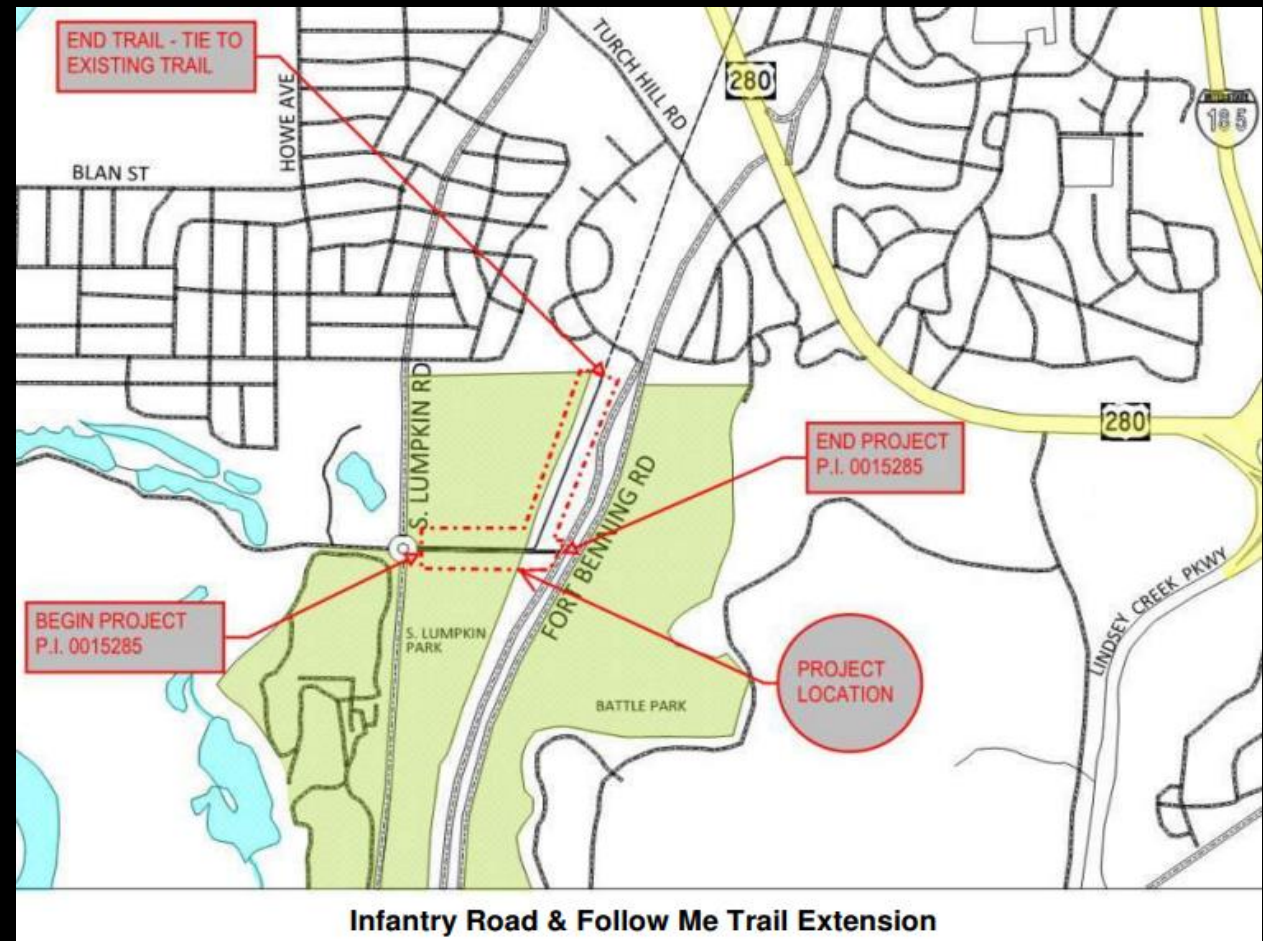 END TRAIL - TIE TO
EXISTING TRAIL
HOWE AVE
TURCH HILL RD
280
INTERSTATE
185
BLAN ST
S. LUMPKIN RD
280
END PROJECT
P.I. 0015285
FORT BENNING RD
LINDSEY CREEK PKWY
BEGIN PROJECT
P.I. 0015285
S. LUMPKIN
PARK
PROJECT
LOCATION
BATTLE PARK
Infantry Road & Follow Me Trail Extension